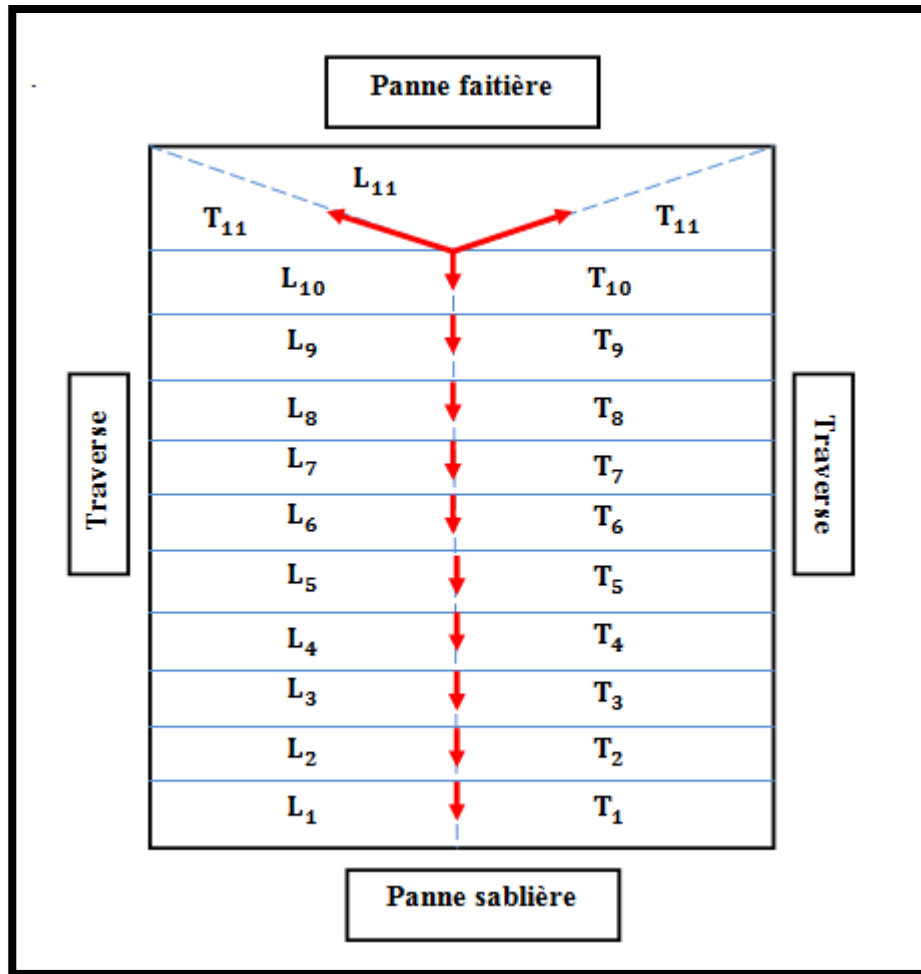 Panne faitière
L11
T11 T11
L10 T10
L9 T9
L8 T8
Traverse
Traverse
L7 T7
L6 T6
L5 T5
L4 T4
L3 T3
L2 T2
L1 T1
Panne sablière